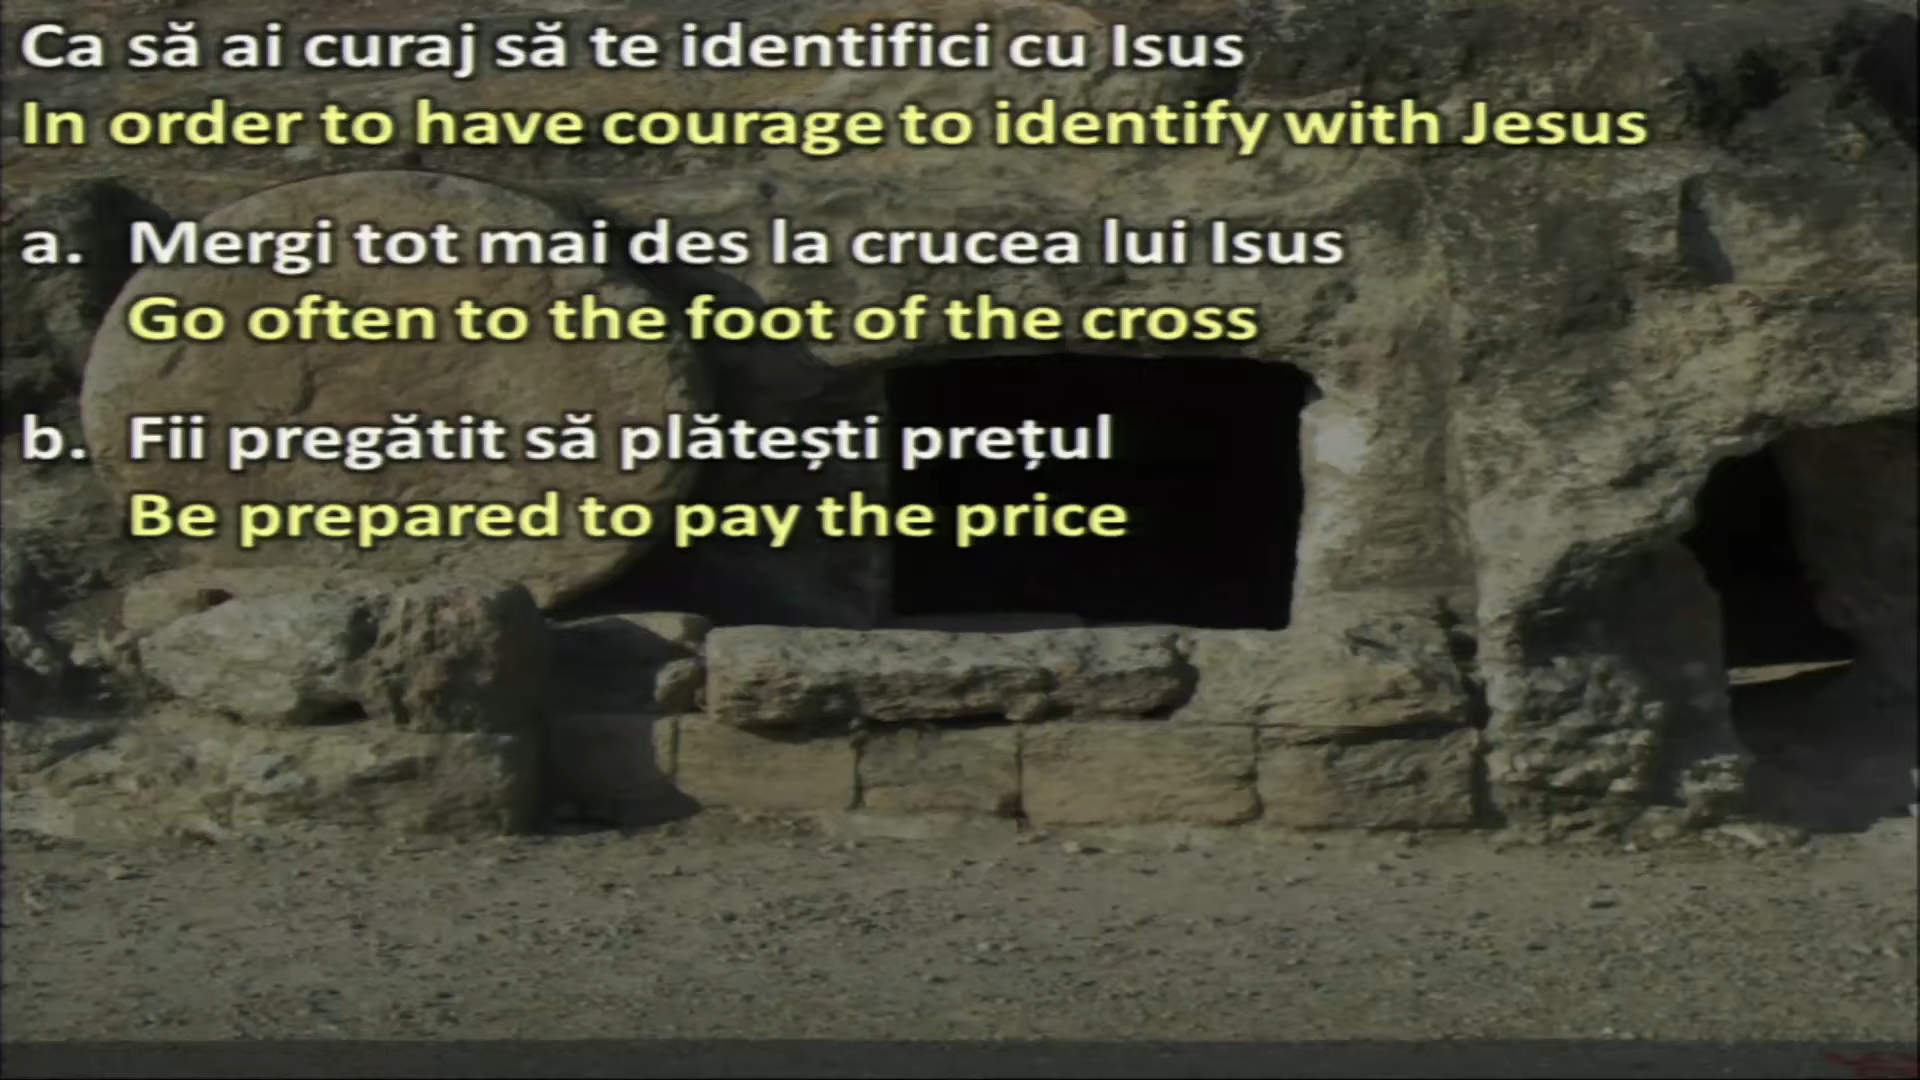 Ca să ai curaj să te identifici cu Isus
In order to have courage to identify with Jesus
a. Mergi tot mai des la crucea lui Isus
Go often to the foot of the cross
b. Fii pregătit să plătești prețul
Be prepared to pay the price